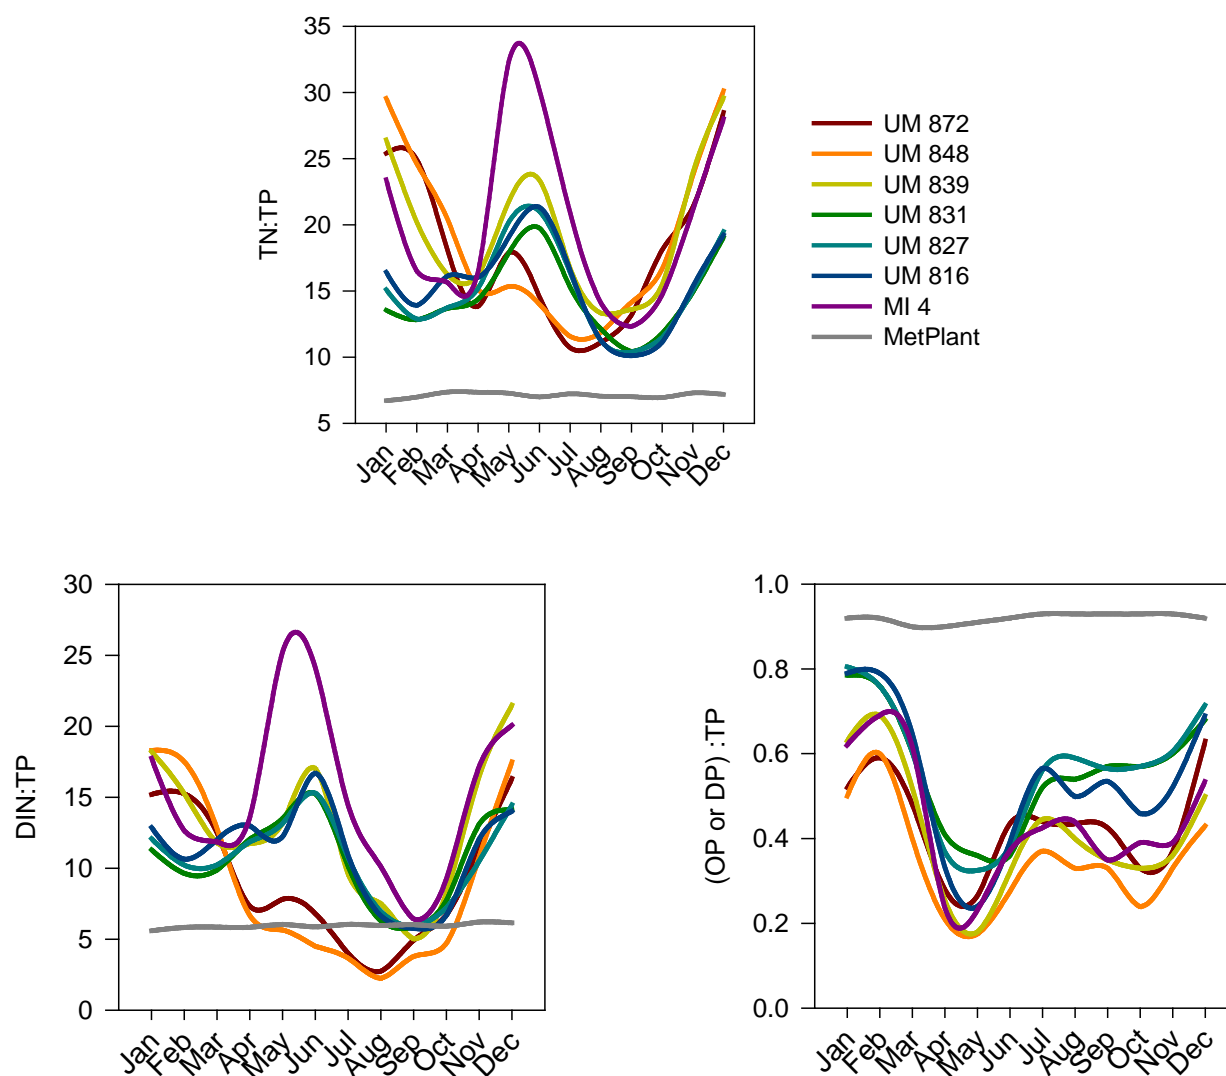 35
30
25
20
15
10
5
TN:TP
Jan
Feb
Mar
Apr
May
Jun
Jul
Aug
Sep
Oct
Nov
Dec
UM 872
UM 848
UM 839
UM 831
UM 827
UM 816
MI 4
MetPlant
30
25
20
15
10
5
0
DIN:TP
Jan
Feb
Mar
Apr
May
Jun
Jul
Aug
Sep
Oct
Nov
Dec
1.0
0.8
0.6
0.4
0.2
0.0
(OP or DP) :TP
Jan
Feb
Mar
Apr
May
Jun
Jul
Aug
Sep
Oct
Nov
Dec